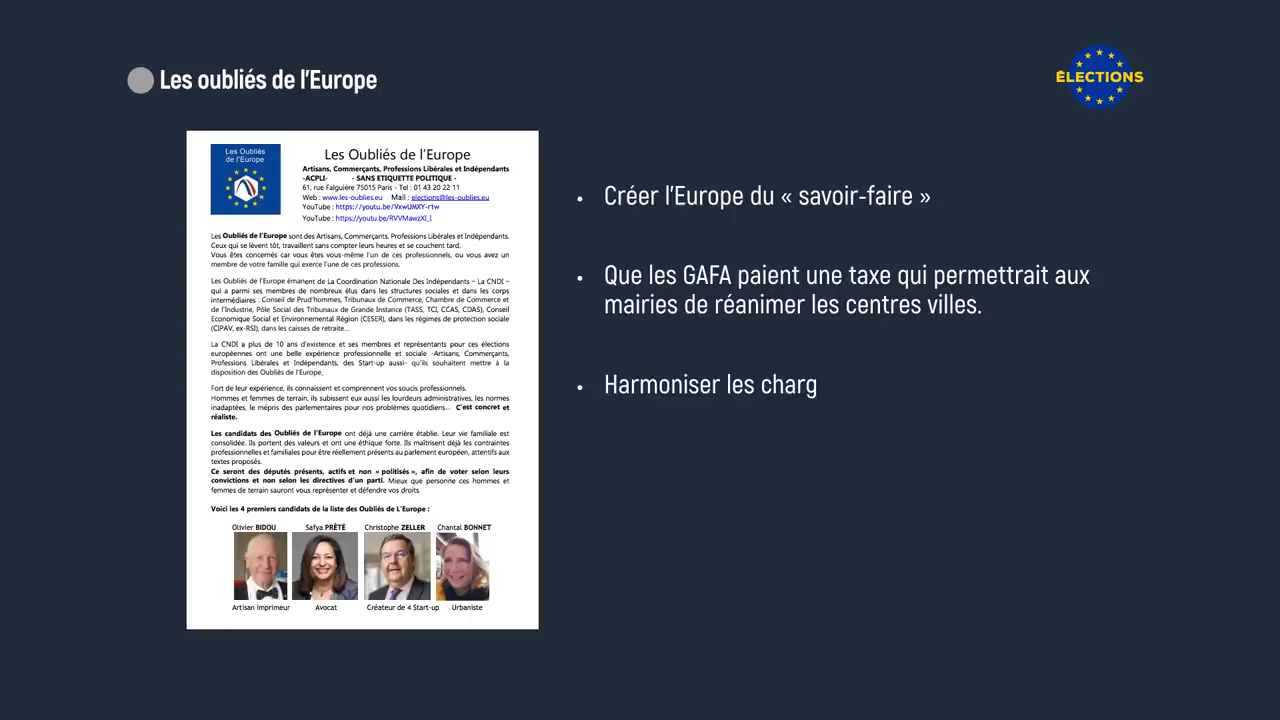 Les oubliés de l'Europe
ÉLECTIONS
Les Oubliés
de l'Europe
Les Oubliés de l'Europe
Artisans, Commerçants, Professions Libérales et Indépendants
-ACPLI- - SANS ETIQUETTE POLITIQUE -
61, rue Falguière 75015 Paris - Tel : 01 43 20 22 11
Web : www.les-oublies.eu Mail : elections@les-oublies.eu
YouTube : https://youtu.be/VxwUMXY-r1w
YouTube : https://youtu.be/RVVMawzXl_I
Les Oubliés de l'Europe sont des Artisans, Commerçants, Professions Libérales et Indépendants.
Ceux qui se lèvent tôt, travaillent sans compter leurs heures et se couchent tard.
Vous êtes concernés car vous êtes vous-même l'un de ces professionnels, ou vous avez un
membre de votre famille qui exerce l'une de ces professions.
Les Oubliés de l'Europe émanent de La Coordination Nationale Des Indépendants – La CNDI –
qui a parmi ses membres de nombreux élus dans les structures sociales et dans les corps
intermédiaires : Conseil de Prud'hommes, Tribunaux de Commerce, Chambre de Commerce et
de l'Industrie, Pôle Social des Tribunaux de Grande Instance (TASS, TCI, CCAS, CDAS), Conseil
Economique Social et Environnemental Région (CESER), dans les régimes de protection sociale
(CIPAV, ex-RSI), dans les caisses de retraite...
La CNDI a plus de 10 ans d'existence et ses membres et représentants pour ces élections
européennes ont une belle expérience professionnelle et sociale -Artisans, Commerçants,
Professions Libérales et Indépendants, des Start-up aussi- qu'ils souhaitent mettre à la
disposition des Oubliés de l'Europe,
Fort de leur expérience, ils connaissent et comprennent vos soucis professionnels.
Hommes et femmes de terrain, ils subissent eux aussi les lourdeurs administratives, les normes
inadaptées, le mépris des parlementaires pour nos problèmes quotidiens... C'est concret et
réaliste.
Les candidats des Oubliés de l'Europe ont déjà une carrière établie. Leur vie familiale est
consolidée. Ils portent des valeurs et ont une éthique forte. Ils maîtrisent déjà les contraintes
professionnelles et familiales pour être réellement présents au parlement européen, attentifs aux
textes proposés.
Ce seront des députés présents, actifs et non « politisés », afin de voter selon leurs
convictions et non selon les directives d'un parti. Mieux que personne ces hommes et
femmes de terrain sauront vous représenter et défendre vos droits.
Voici les 4 premiers candidats de la liste des Oubliés de L'Europe :
Olivier BIDOU Safya PRÊTÉ Christophe ZELLER Chantal BONNET
Artisan Imprimeur Avocat Créateur de 4 Start-up Urbaniste
• Créer l'Europe du « savoir-faire »
• Que les GAFA paient une taxe qui permettrait aux
mairies de réanimer les centres villes.
• Harmoniser les charg